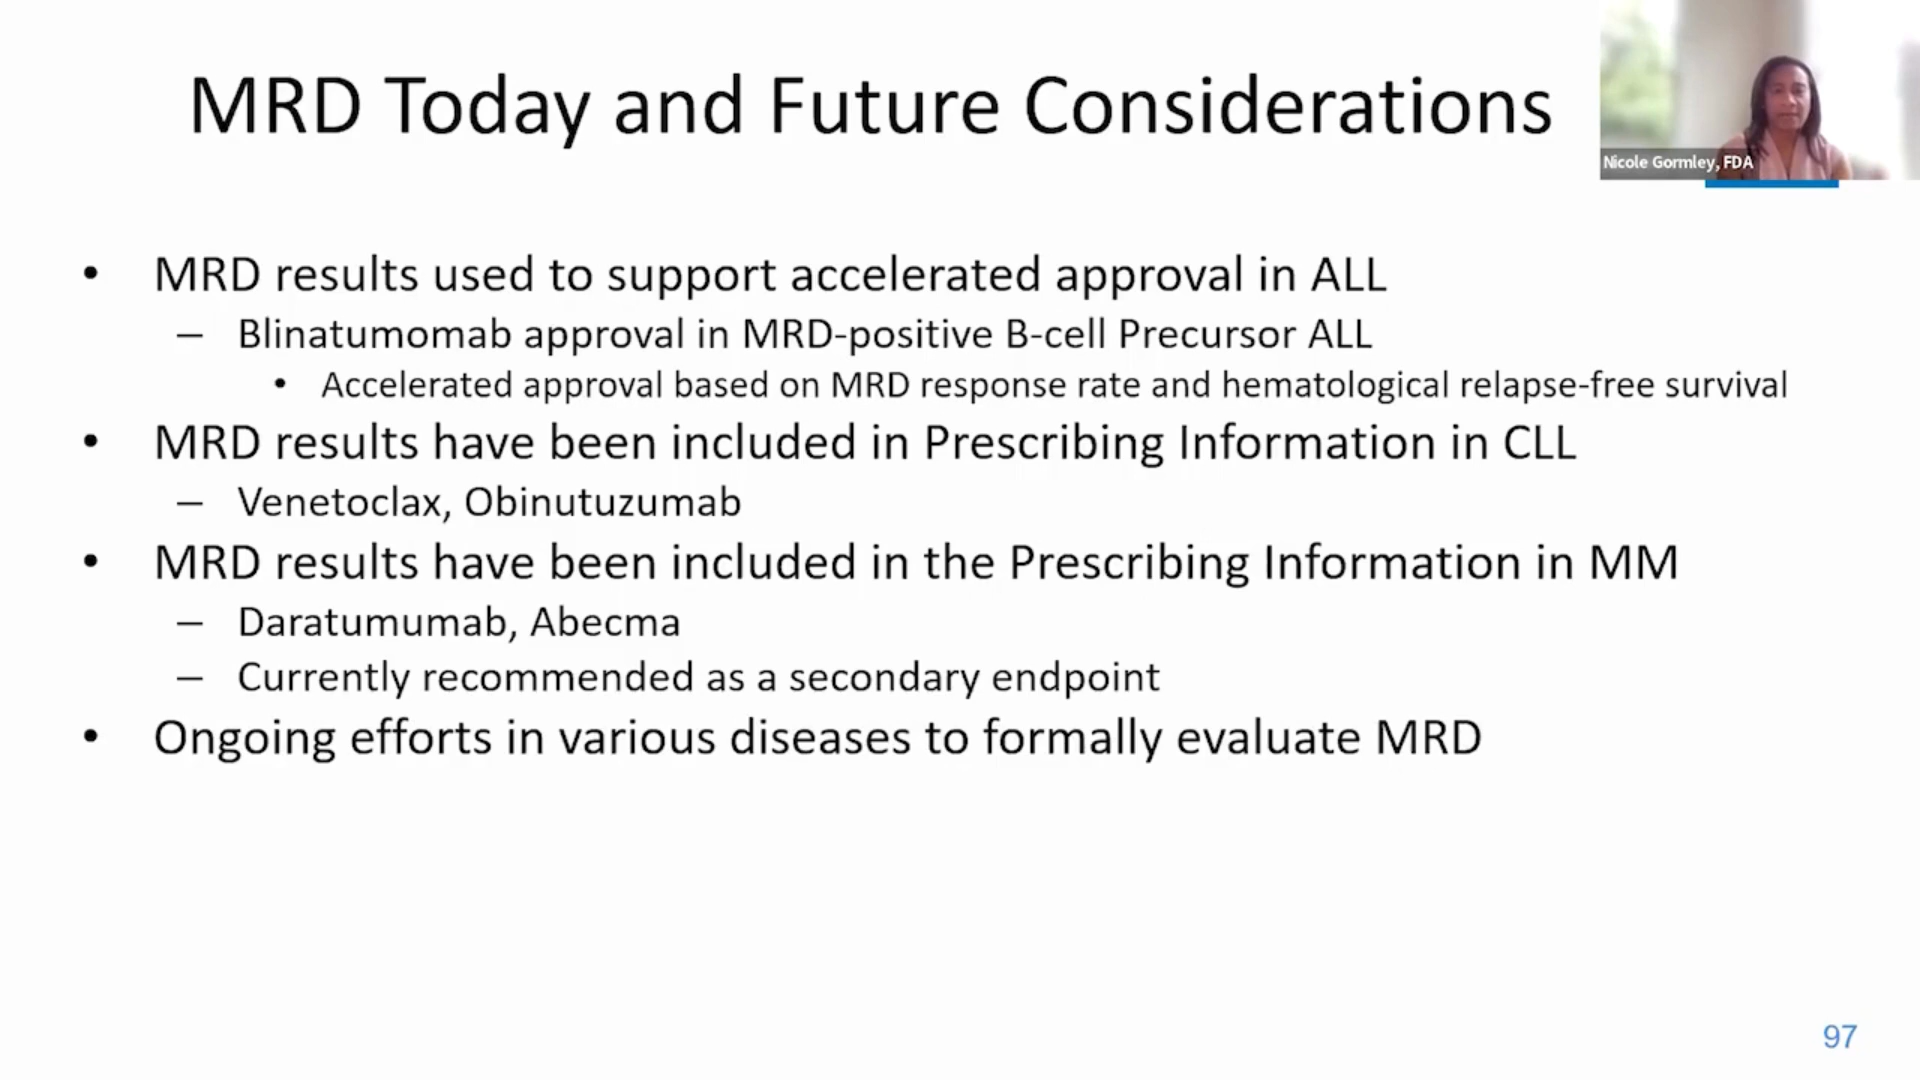 MRD Today and Future Considerations
Nicole Gormley, FDA
• MRD results used to support accelerated approval in ALL
– Blinatumomab approval in MRD-positive B-cell Precursor ALL
• Accelerated approval based on MRD response rate and hematological relapse-free survival
• MRD results have been included in Prescribing Information in CLL
– Venetoclax, Obinutuzumab
• MRD results have been included in the Prescribing Information in MM
– Daratumumab, Abecma
– Currently recommended as a secondary endpoint
• Ongoing efforts in various diseases to formally evaluate MRD
97